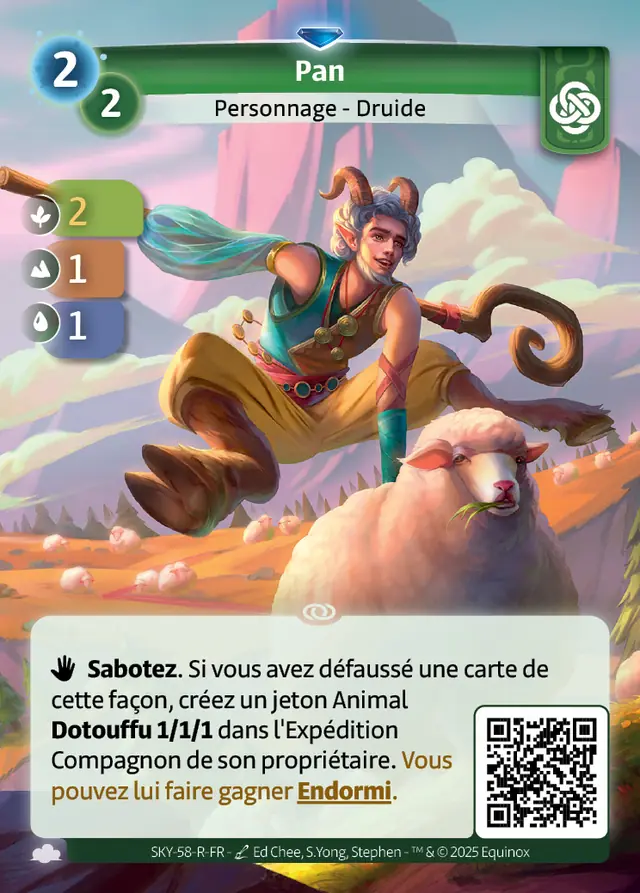 2
2
Pan
Personnage - Druide
2
1
1
Sabotez. Si vous avez défaussé une carte de
cette façon, créez un jeton Animal
Dotouffu 1/1/1 dans l'Expédition
Compagnon de son propriétaire. Vous
pouvez lui faire gagner Endormi.
SKY-58-R-FR - Ed Chee, S.Yong, Stephen - ™ & © 2025 Equinox